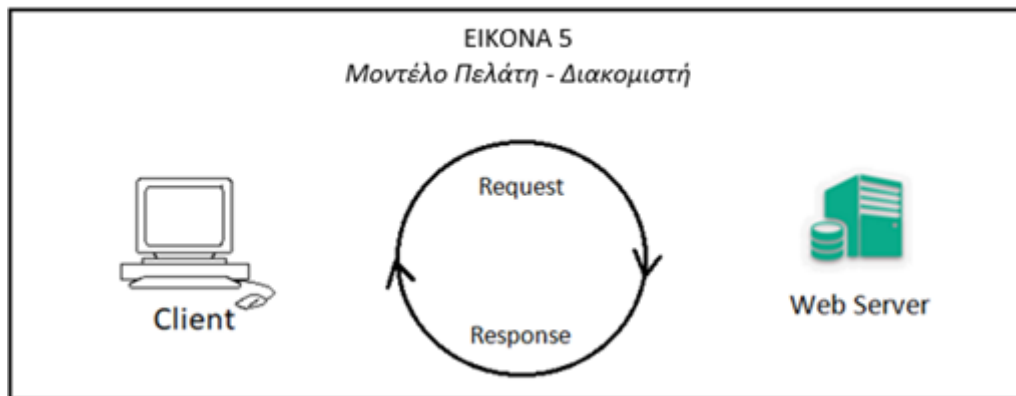 ΕΙΚΟΝΑ 5
Μοντέλο Πελάτη - Διακομιστή
Request
Client
Web Server
Response